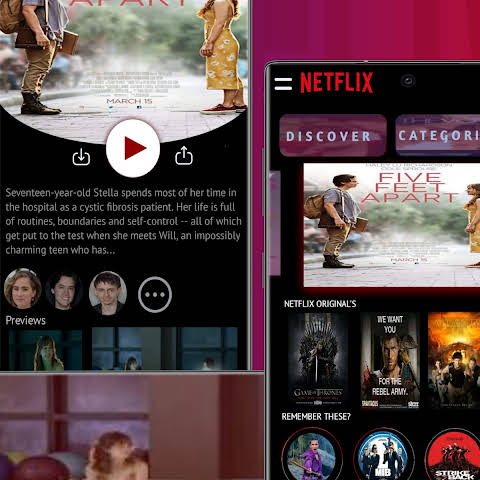 APART
MARCH 15
Seventeen-year-old Stella spends most of her time in
the hospital as a cystic fibrosis patient. Her life is full
of routines, boundaries and self-control -- all of which
get put to the test when she meets Will, an impossibly
charming teen who has...
Previews
NETFLIX
DISCOVER
CATEGORI
HALEY LU RICHARDSON
COLE SPROUSE
FIVE
FEET
APART
MARCH 15
NETFLIX ORIGINAL'S
GAME OF THRONES
HBO
WE WANT
YOU
FOR THE
REBEL ARMY.
SPARTACUS
REMEMBER THESE?
MIB
STRIKE
BACK